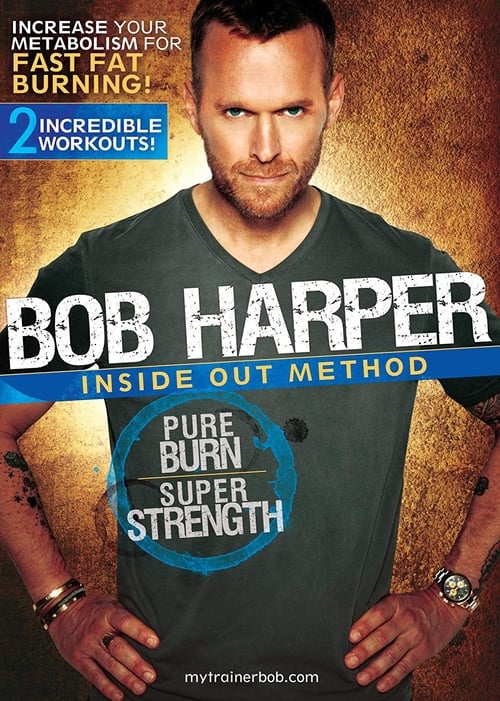 INCREASE YOUR
METABOLISM FOR
FAST FAT
BURNING!
2 INCREDIBLE
WORKOUTS!
BOB HARPER
INSIDE OUT METHOD
PURE
BURN
SUPER
STRENGTH
mytrainerbob.com